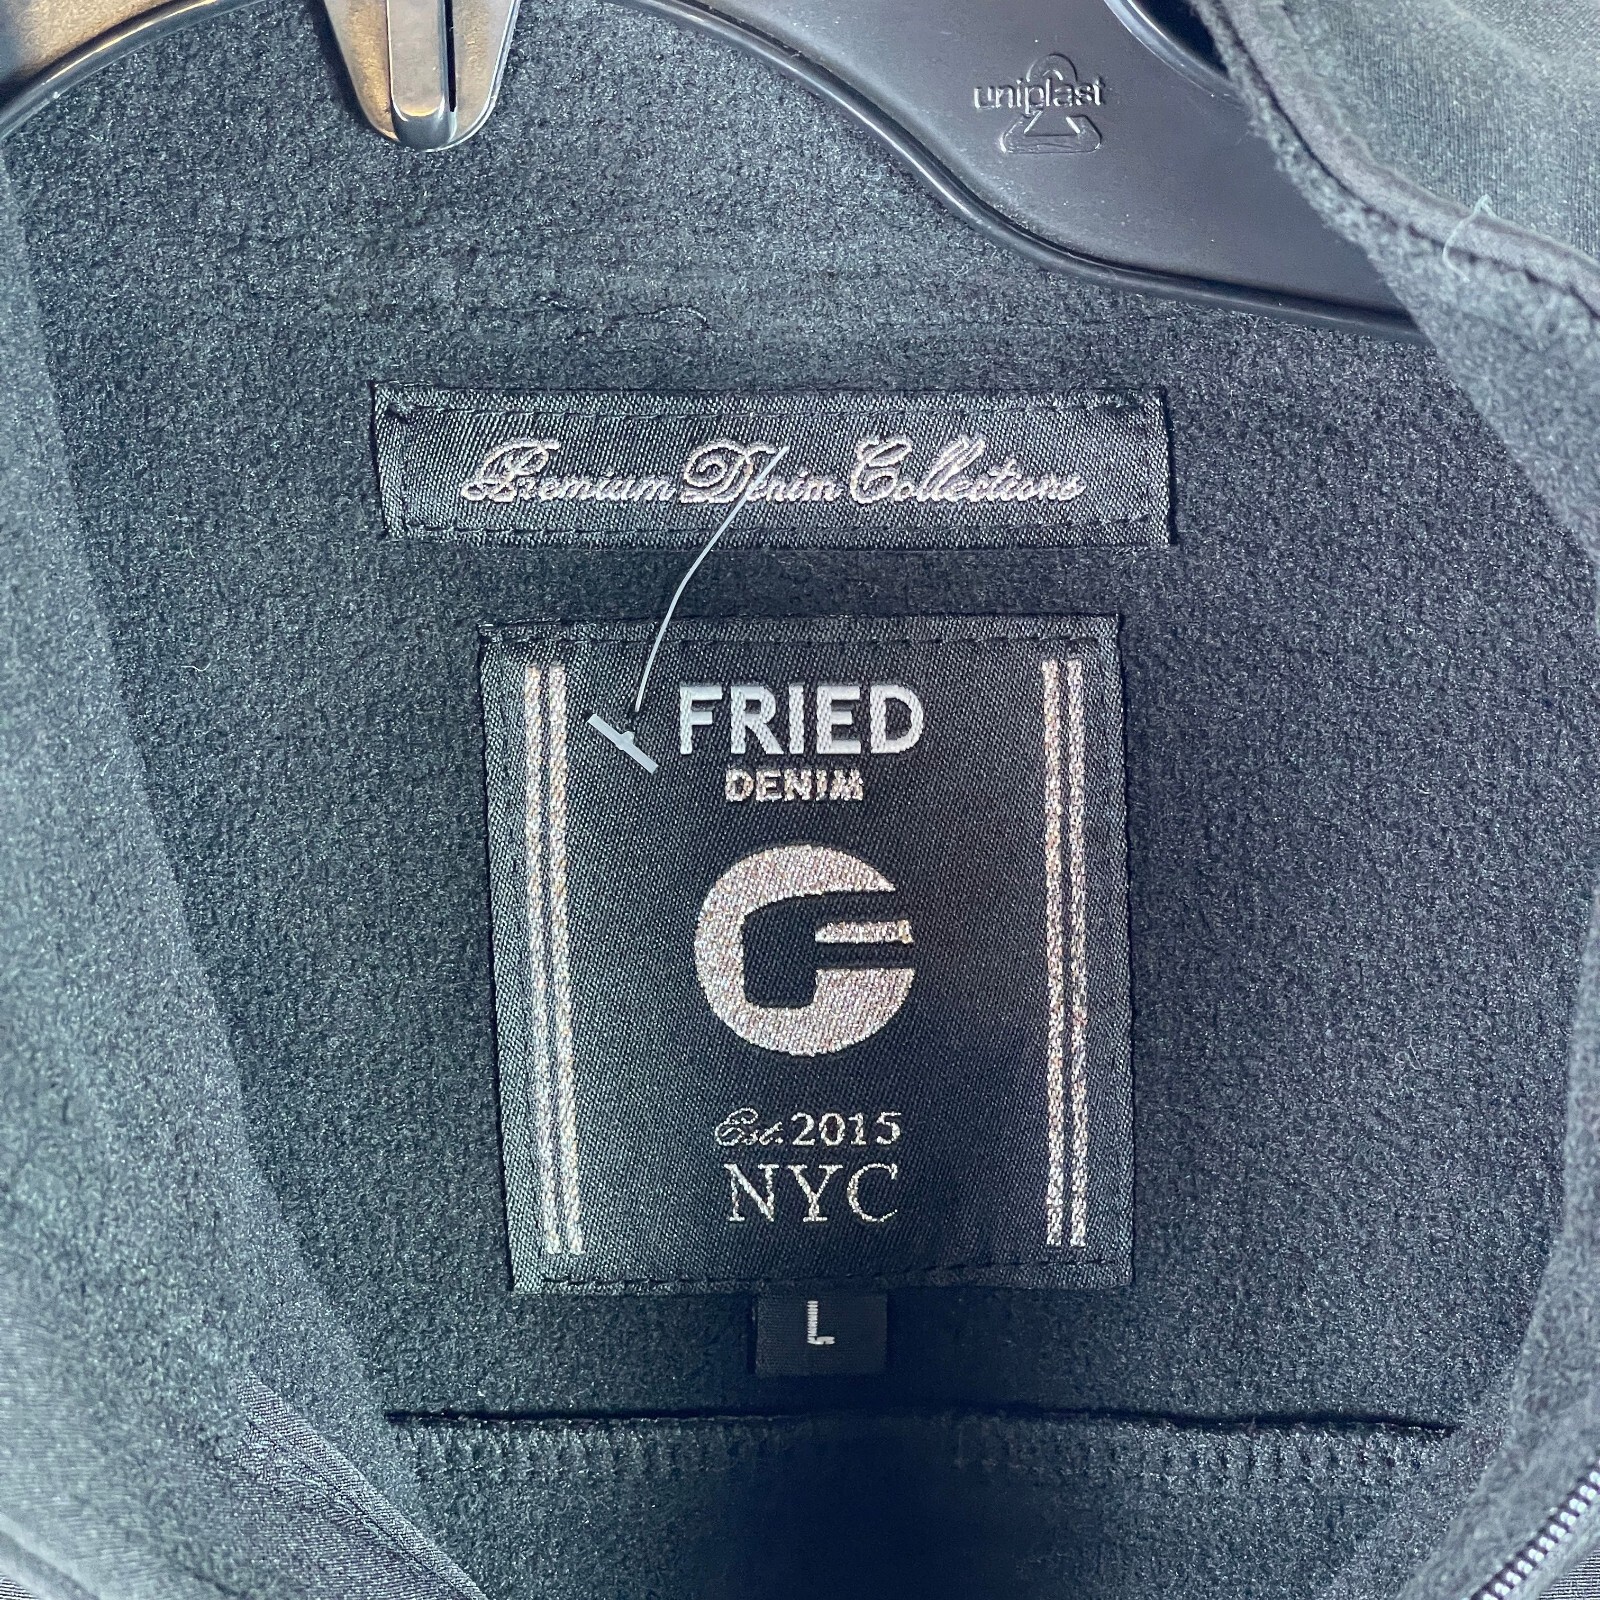 uniplast
Premium Denim Collections
FRIED
DENIM
Est. 2015
NYC
L